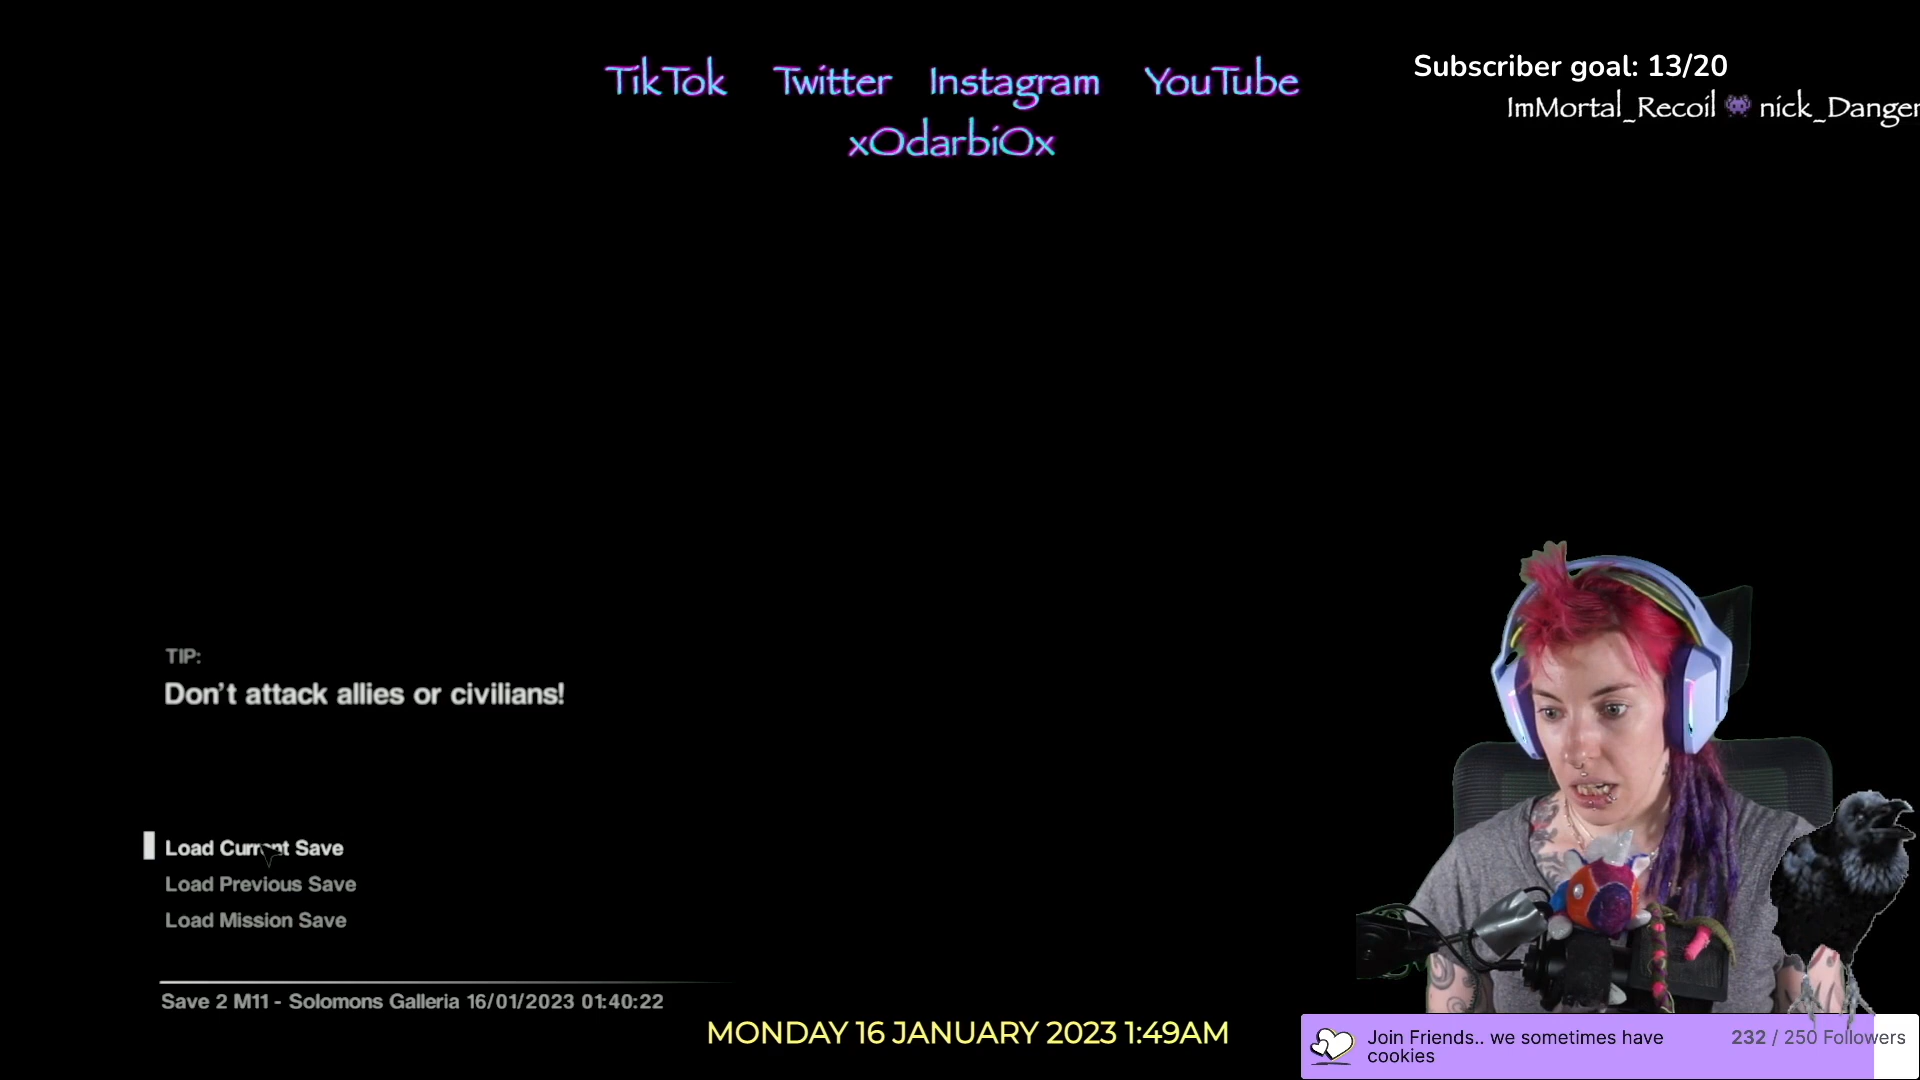 TikTok Twitter Instagram YouTube
xOdarbiOx
Subscriber goal: 13/20
ImMortal_Recoil 👾 nick_Danger
TIP:
Don't attack allies or civilians!
Load Current Save
Load Previous Save
Load Mission Save
Save 2 M11 - Solomons Galleria 16/01/2023 01:40:22
MONDAY 16 JANUARY 2023 1:49AM
Join Friends.. we sometimes have
cookies
232 / 250 Followers